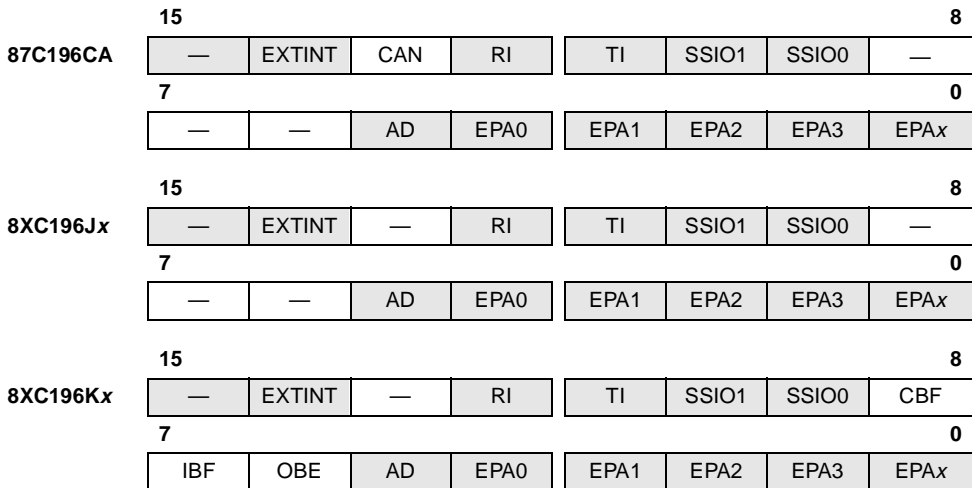 15 8
87C196CA — EXTINT CAN RI TI SSIO1 SSIO0 —
7 0
— — AD EPA0 EPA1 EPA2 EPA3 EPAx
15 8
8XC196Jx — EXTINT — RI TI SSIO1 SSIO0 —
7 0
— — AD EPA0 EPA1 EPA2 EPA3 EPAx
15 8
8XC196Kx — EXTINT — RI TI SSIO1 SSIO0 CBF
7 0
IBF OBE AD EPA0 EPA1 EPA2 EPA3 EPAx